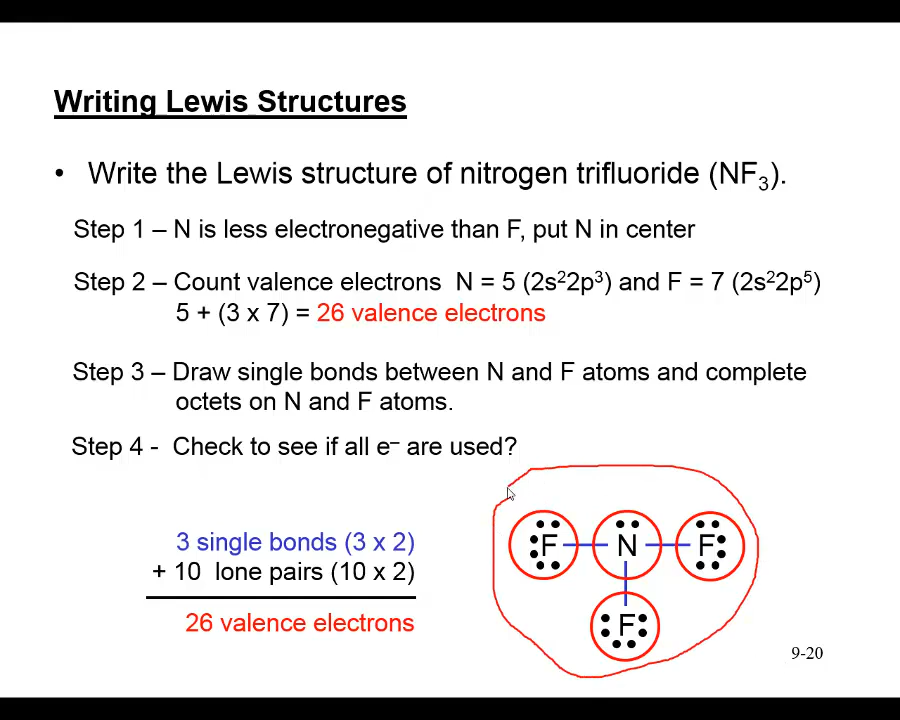 Writing Lewis Structures
• Write the Lewis structure of nitrogen trifluoride (NF₃).
Step 1 – N is less electronegative than F, put N in center
Step 2 – Count valence electrons N = 5 (2s²2p³) and F = 7 (2s²2p⁵)
5 + (3 x 7) = 26 valence electrons
Step 3 – Draw single bonds between N and F atoms and complete
octets on N and F atoms.
Step 4 - Check to see if all e⁻ are used?
3 single bonds (3 x 2)
+ 10 lone pairs (10 x 2)
26 valence electrons
F N F
F
9-20